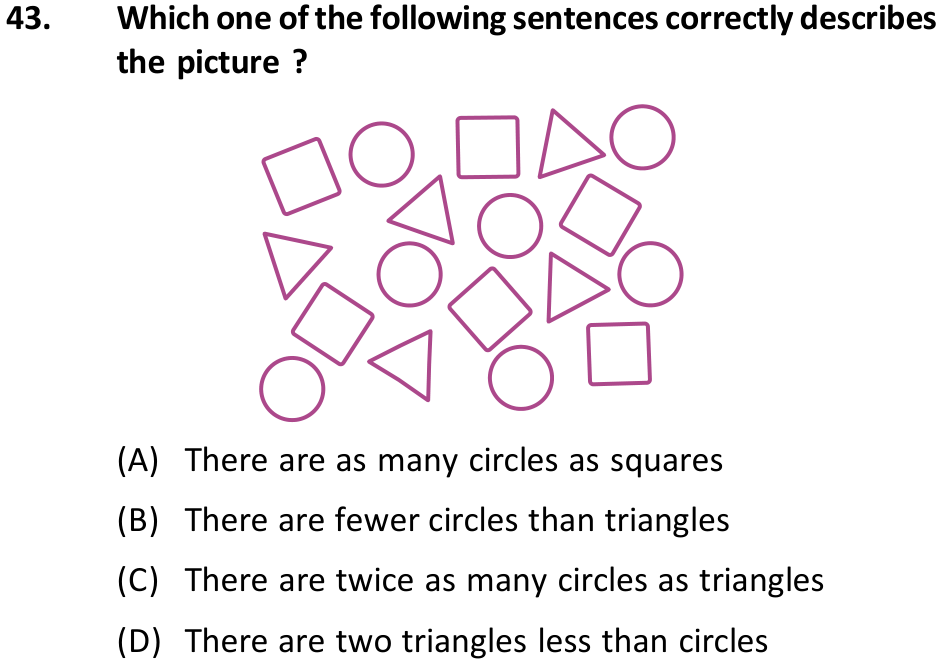 43. Which one of the following sentences correctly describes
the picture ?
(A) There are as many circles as squares
(B) There are fewer circles than triangles
(C) There are twice as many circles as triangles
(D) There are two triangles less than circles